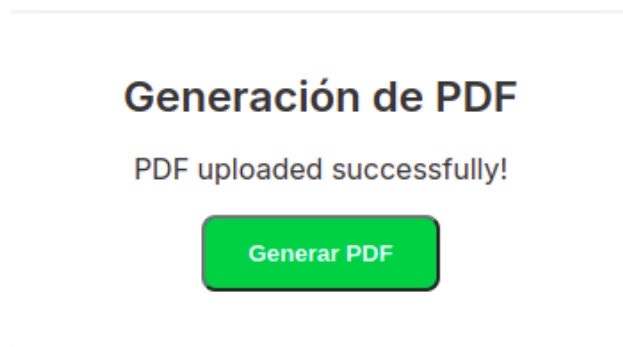 Generación de PDF
PDF uploaded successfully!
Generar PDF